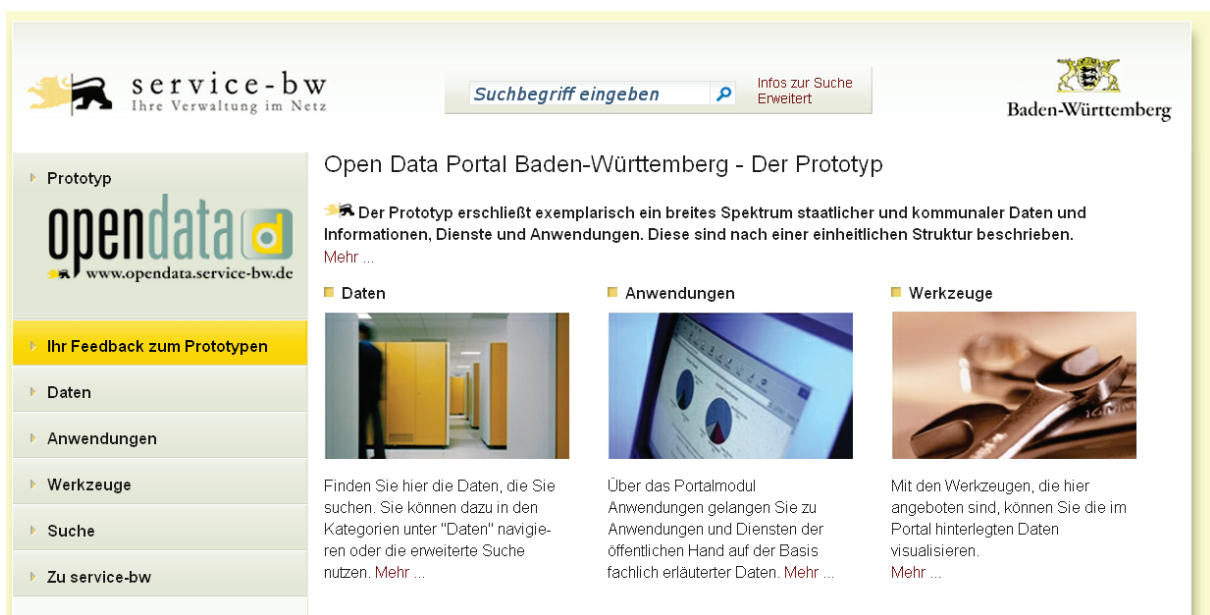 service-bw
Ihre Verwaltung im Netz
Suchbegriff eingeben
Infos zur Suche
Erweitert
Baden-Württemberg
Prototyp
opendata d
www.opendata.service-bw.de
Ihr Feedback zum Prototypen
Daten
Anwendungen
Werkzeuge
Suche
Zu service-bw
Open Data Portal Baden-Württemberg - Der Prototyp
Der Prototyp erschließt exemplarisch ein breites Spektrum staatlicher und kommunaler Daten und
Informationen, Dienste und Anwendungen. Diese sind nach einer einheitlichen Struktur beschrieben.
Mehr ...
Daten
Finden Sie hier die Daten, die Sie
suchen. Sie können dazu in den
Kategorien unter "Daten" navigie-
ren oder die erweiterte Suche
nutzen. Mehr ...
Anwendungen
Über das Portalmodul
Anwendungen gelangen Sie zu
Anwendungen und Diensten der
öffentlichen Hand auf der Basis
fachlich erläuterter Daten. Mehr ...
Werkzeuge
Mit den Werkzeugen, die hier
angeboten sind, können Sie die im
Portal hinterlegten Daten
visualisieren.
Mehr ...